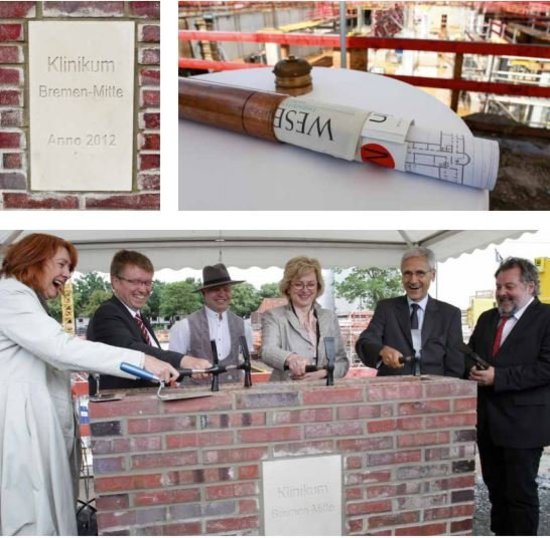 Klinikum
Bremen-Mitte
Anno 2012
WESE
N
Klinikum
Bremen-Mitte